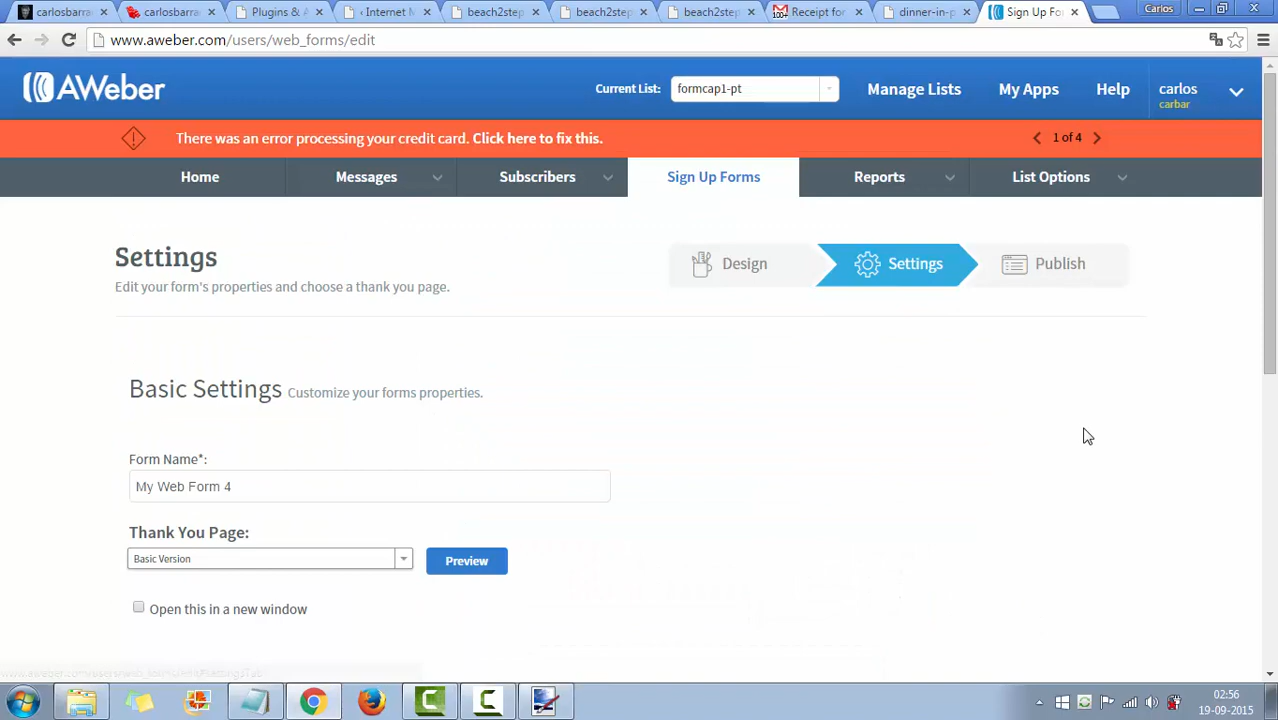 carlosbarra
carlosbarra
Plugins & A
‹ Internet M
beach2step
beach2step
beach2step
100+ Receipt for
dinner-in-p
Sign Up Fo
Carlos
www.aweber.com/users/web_forms/edit
AWeber
Current List:
formcap1-pt
Manage Lists
My Apps
Help
carlos
carbar
There was an error processing your credit card. Click here to fix this.
1 of 4
Home
Messages
Subscribers
Sign Up Forms
Reports
List Options
Settings
Edit your form's properties and choose a thank you page.
Design
Settings
Publish
Basic Settings Customize your forms properties.
Form Name*:
My Web Form 4
Thank You Page:
Basic Version
Preview
Open this in a new window
02:56
19-09-2015